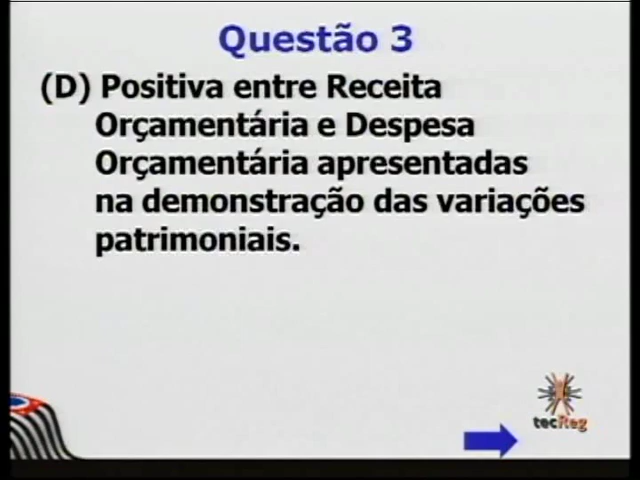 Questão 3
(D) Positiva entre Receita
Orçamentária e Despesa
Orçamentária apresentadas
na demonstração das variações
patrimoniais.
tecReg